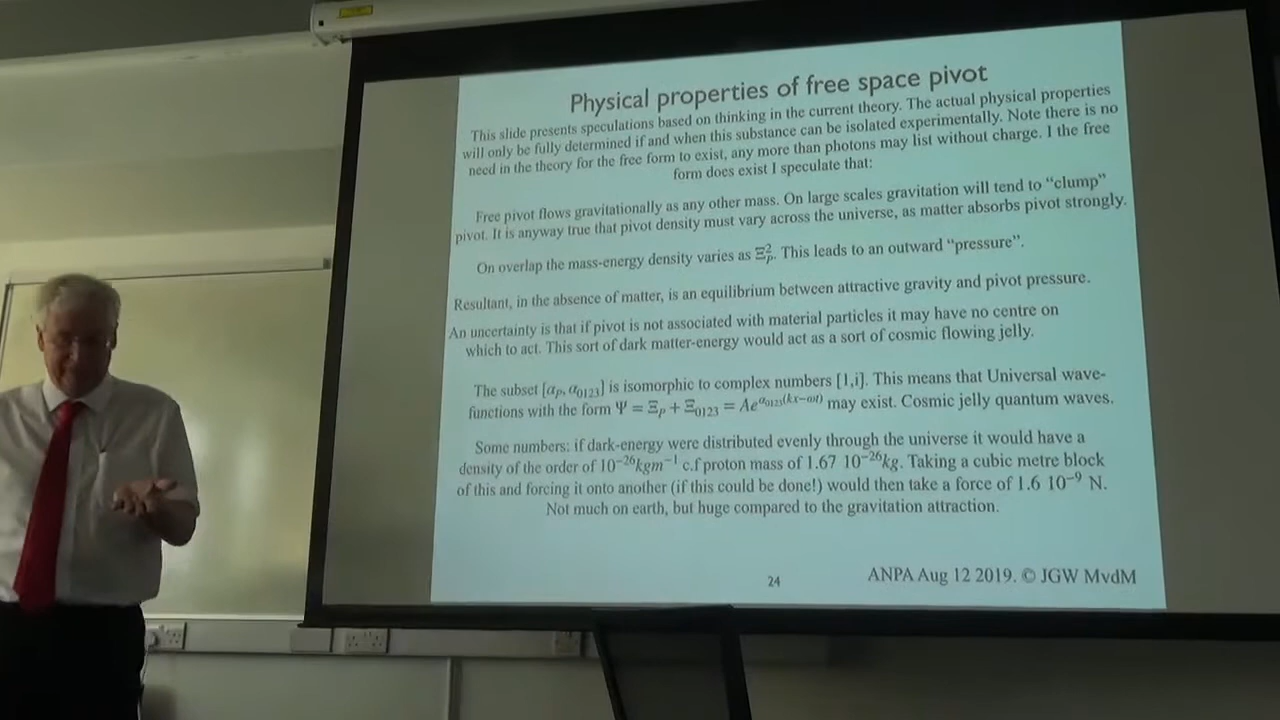 Physical properties of free space pivot
This slide presents speculations based on thinking in the current theory. The actual physical properties
will only be fully determined if and when this substance can be isolated experimentally. Note there is no
need in the theory for the free form to exist, any more than photons may list without charge. I the free
form does exist I speculate that:
Free pivot flows gravitationally as any other mass. On large scales gravitation will tend to “clump”
pivot. It is anyway true that pivot density must vary across the universe, as matter absorbs pivot strongly.
On overlap the mass-energy density varies as Ξ²ₚ. This leads to an outward “pressure”.
Resultant, in the absence of matter, is an equilibrium between attractive gravity and pivot pressure.
An uncertainty is that if pivot is not associated with material particles it may have no centre on
which to act. This sort of dark matter-energy would act as a sort of cosmic flowing jelly.
The subset [αₚ, α₀₁₂₃] is isomorphic to complex numbers [1,i]. This means that Universal wave-
functions with the form Ψ = Ξₚ + Ξ₀₁₂₃ = Ae^α₀₁₂₃(kx−ωt) may exist. Cosmic jelly quantum waves.
Some numbers: if dark-energy were distributed evenly through the universe it would have a
density of the order of 10⁻²⁶kgm⁻¹ c.f proton mass of 1.67 10⁻²⁶kg. Taking a cubic metre block
of this and forcing it onto another (if this could be done!) would then take a force of 1.6 10⁻⁹ N.
Not much on earth, but huge compared to the gravitation attraction.
24
ANPA Aug 12 2019. © JGW MvdM